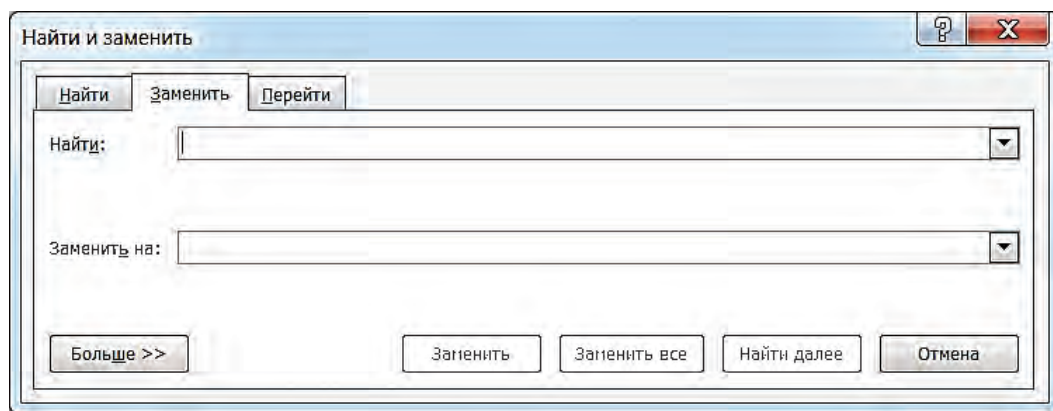 Найти и заменить
Найти Заменить Перейти
Найти:
Заменить на:
Больше >> Заменить Заменить все Найти далее Отмена